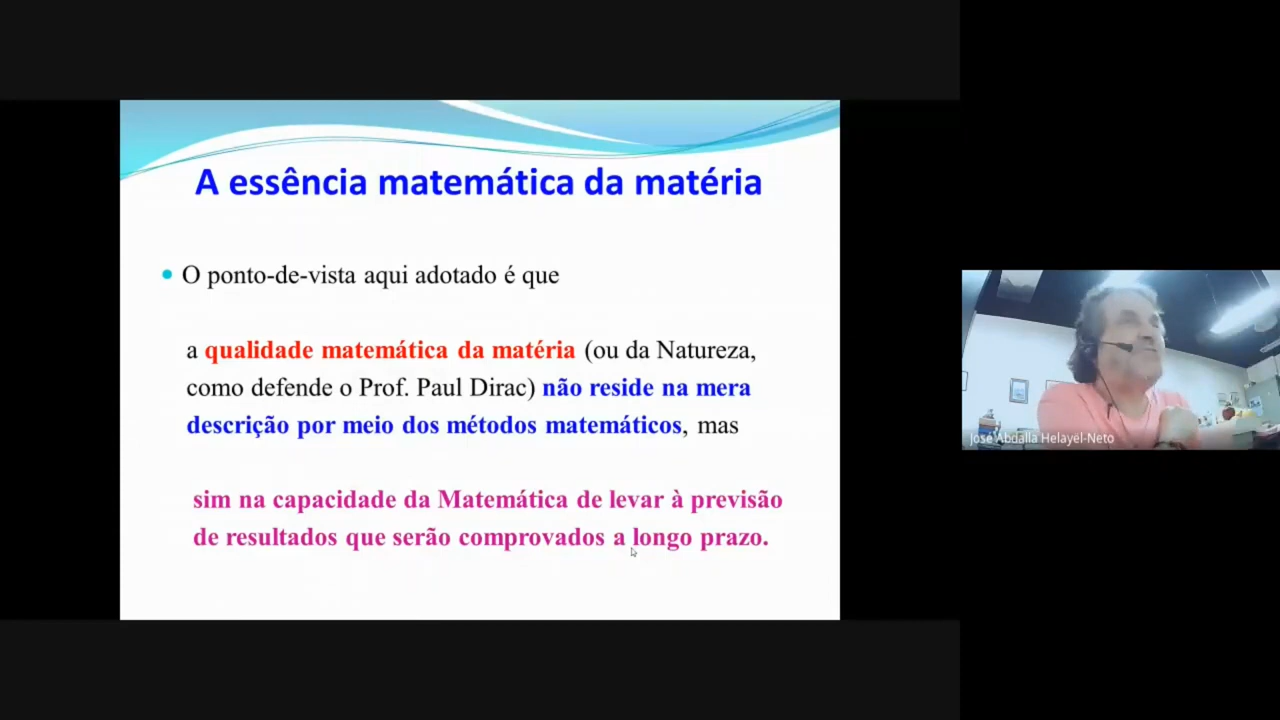 A essência matemática da matéria
O ponto-de-vista aqui adotado é que
a qualidade matemática da matéria (ou da Natureza,
como defende o Prof. Paul Dirac) não reside na mera
descrição por meio dos métodos matemáticos, mas
sim na capacidade da Matemática de levar à previsão
de resultados que serão comprovados a longo prazo.
José Abdalla Helayël-Neto